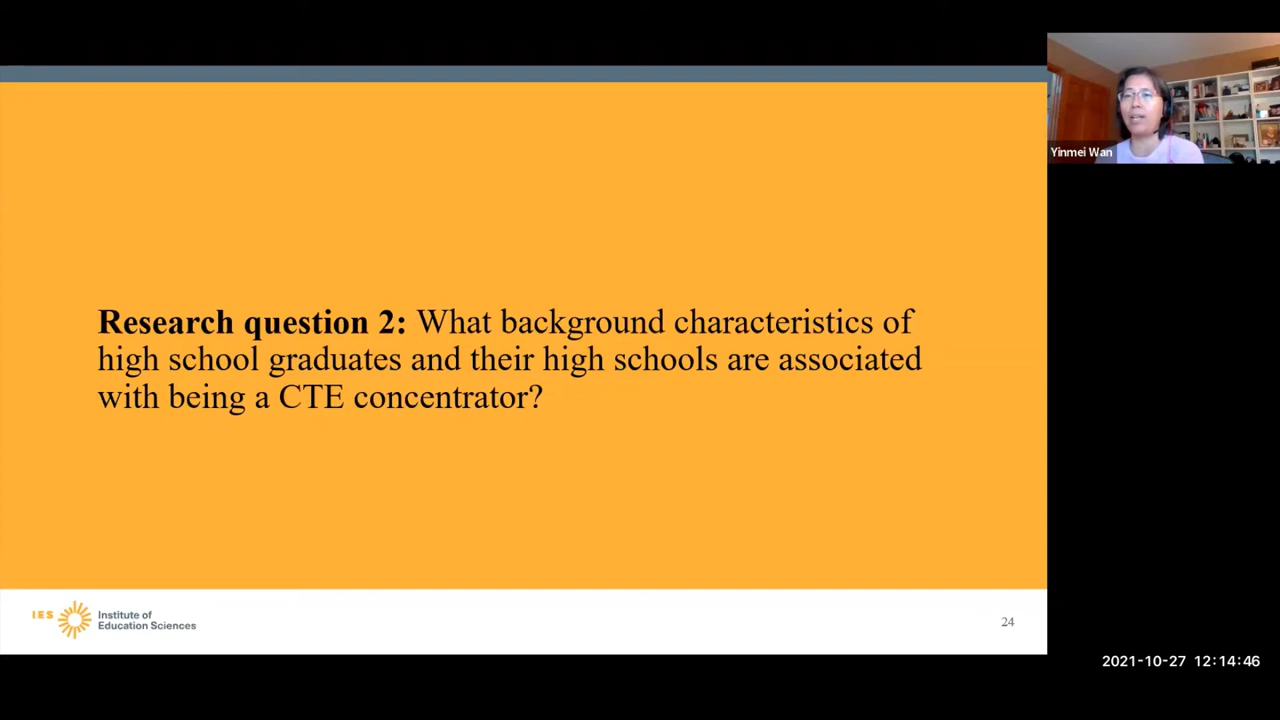 Research question 2: What background characteristics of
high school graduates and their high schools are associated
with being a CTE concentrator?
IES
Institute of
Education Sciences
24
Yinmei Wan
2021-10-27 12:14:46